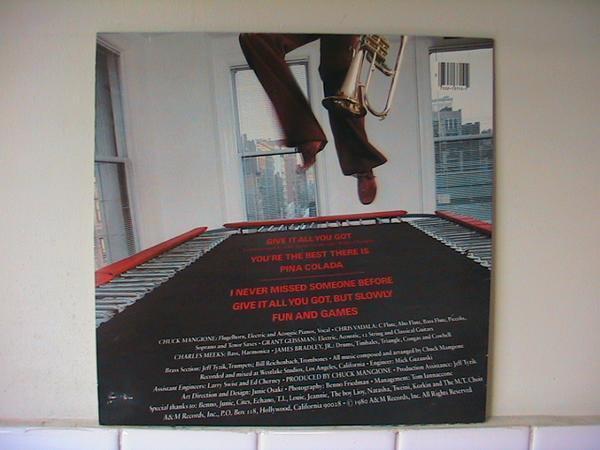 GIVE IT ALL YOU GOT
YOU'RE THE BEST THERE IS
PINA COLADA
I NEVER MISSED SOMEONE BEFORE
GIVE IT ALL YOU GOT, BUT SLOWLY
FUN AND GAMES
CHUCK MANGIONE: Flugelhorn, Electric and Acoustic Pianos, Vocal • CHRIS VADALA: C Flute, Alto Flute, Bass Flute, Piccolo,
Soprano and Tenor Saxes • GRANT GEISSMAN: Electric, Acoustic, 12 String and Classical Guitars
CHARLES MEEKS: Bass, Harmonica • JAMES BRADLEY, JR.: Drums, Timbales, Triangle, Congas and Cowbell
Brass Section: Jeff Tyzik, Trumpets; Bill Reichenbach, Trombones • All music composed and arranged by Chuck Mangione
Recorded and mixed at Westlake Studios, Los Angeles, California • Engineer: Mick Guzauski
Assistant Engineers: Larry Swist and Ed Cherney • PRODUCED BY CHUCK MANGIONE • Production Assistance: Jeff Tyzik
Art Direction and Design: Junie Osaki • Photography: Benno Friedman • Management: Tom Iannaccone
Special thanks to: Benno, Junie, Cites, Echano, T.L., Louie, Jeannie, The boy Lroy, Natasha, Twemi, Korkin and The M.T. Choir
A&M Records, Inc., P.O. Box 118, Hollywood, California 90028 • © 1980 A&M Records, Inc. All Rights Reserved